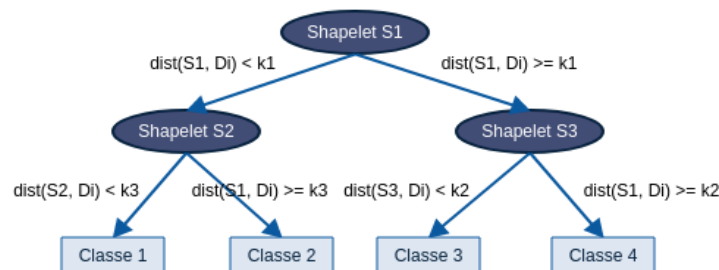 Shapelet S1
dist(S1, Di) < k1
dist(S1, Di) >= k1
Shapelet S2
Shapelet S3
dist(S2, Di) < k3
dist(S1, Di) >= k3
dist(S3, Di) < k2
dist(S1, Di) >= k2
Classe 1
Classe 2
Classe 3
Classe 4